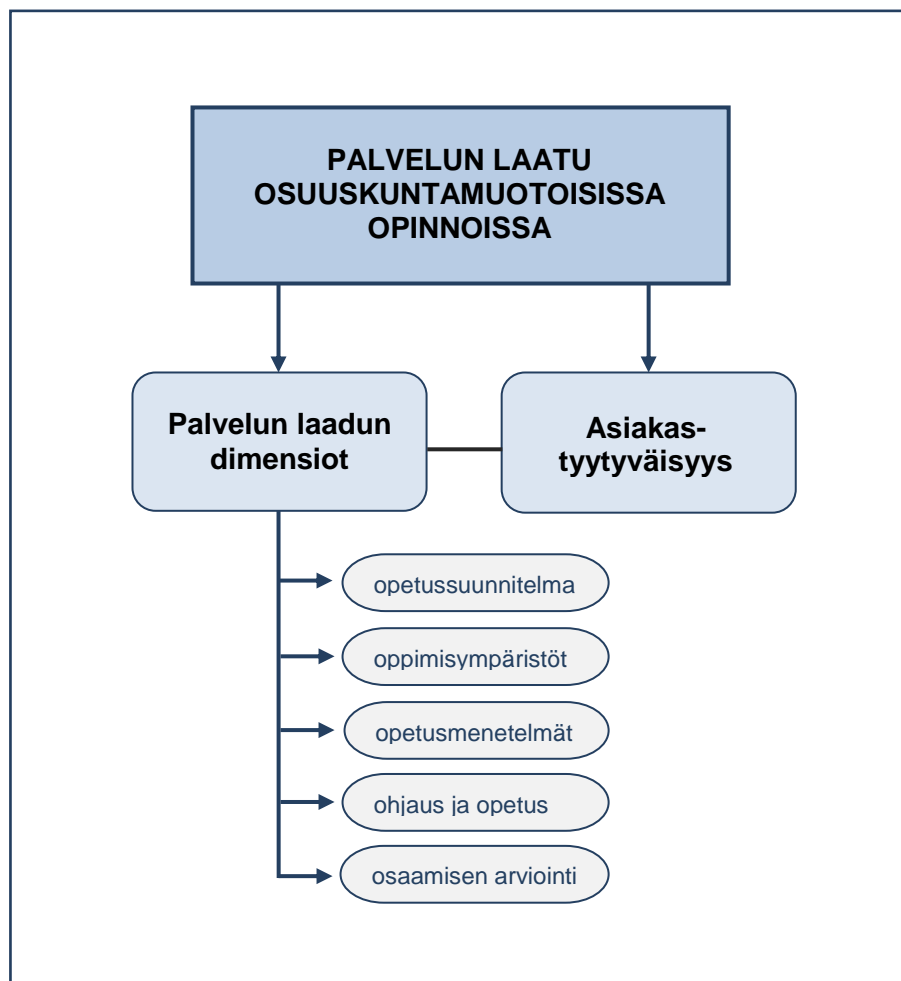 PALVELUN LAATU
OSUUSKUNTAMUOTOISISSA
OPINNOISSA
Palvelun laadun
dimensiot
Asiakas-
tyytyväisyys
opetussuunnitelma
oppimisympäristöt
opetusmenetelmät
ohjaus ja opetus
osaamisen arviointi